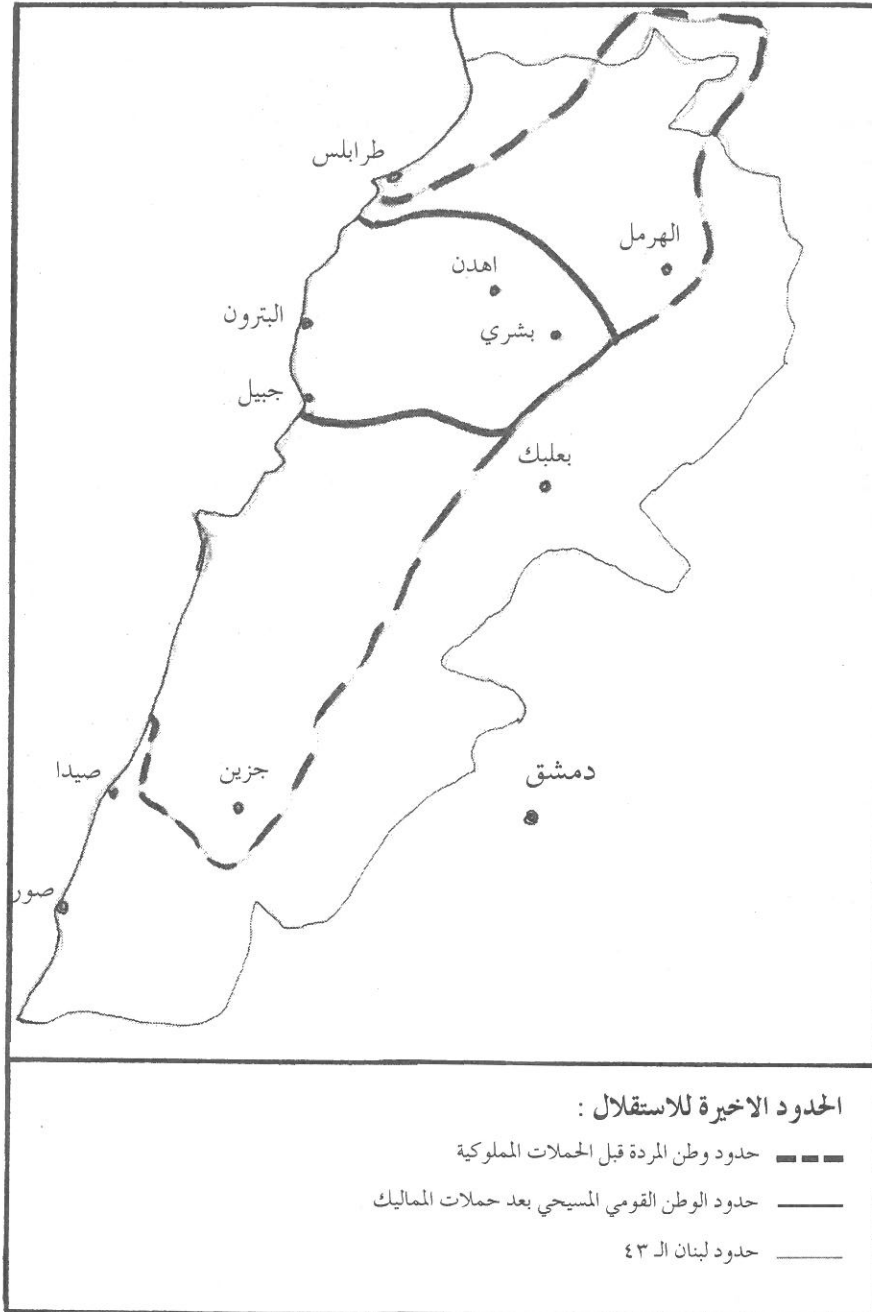 طرابلس
الهرمل
اهدن
البترون
بشري
جبيل
بعلبك
صيدا
جزين
دمشق
صور
الحدود الاخيرة للاستقلال :
حدود وطن المردة قبل الحملات المملوكية
حدود الوطن القومي المسيحي بعد حملات المماليك
حدود لبنان الـ ٤٣